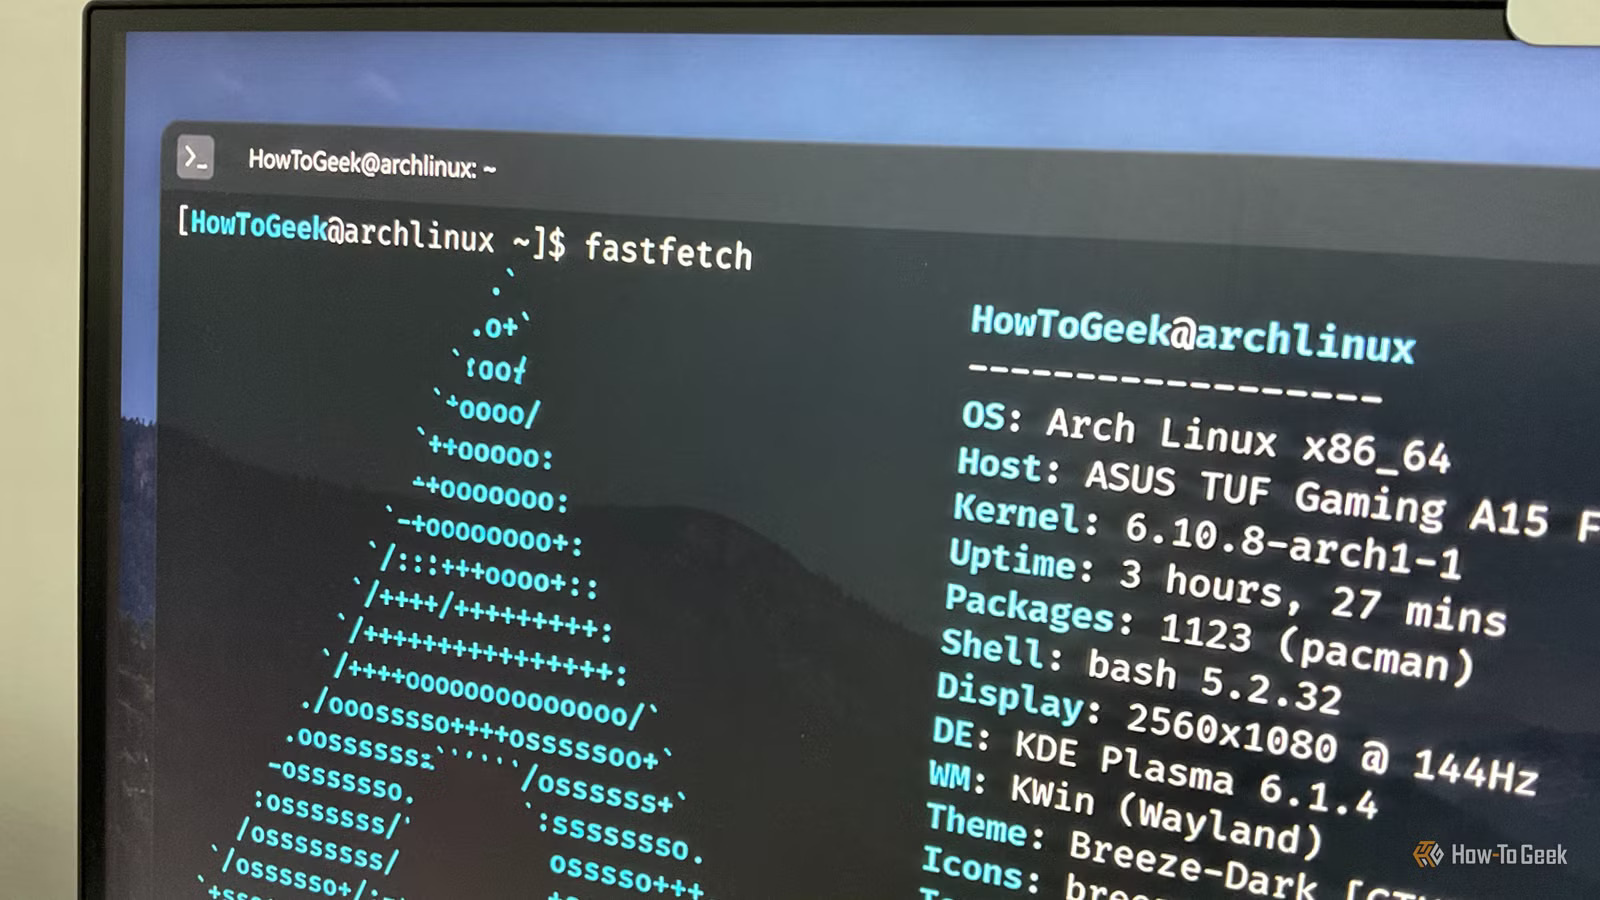 HowToGeek@archlinux: ~
[HowToGeek@archlinux ~]$ fastfetch
HowToGeek@archlinux
-------------------
OS: Arch Linux x86_64
Host: ASUS TUF Gaming A15 F
Kernel: 6.10.8-arch1-1
Uptime: 3 hours, 27 mins
Packages: 1123 (pacman)
Shell: bash 5.2.32
Display: 2560x1080 @ 144Hz
DE: KDE Plasma 6.1.4
WM: KWin (Wayland)
Theme: Breeze-Dark
Icons:
How-To Geek